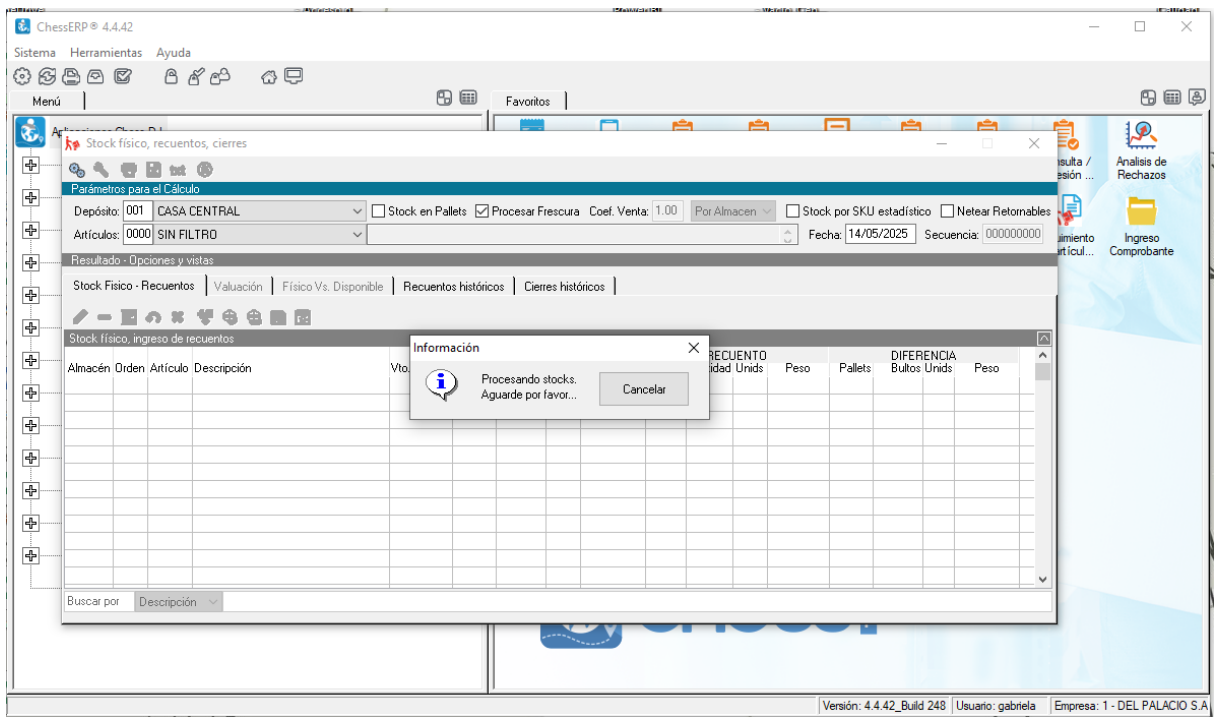 ChessERP® 4.4.42
Sistema Herramientas Ayuda
Menú
Favoritos
Stock físico, recuentos, cierres
Parámetros para el Cálculo
Depósito: 001 CASA CENTRAL Stock en Pallets Procesar Frescura Coef. Venta: 1.00 Por Almacen Stock por SKU estadístico Netear Retornables
Artículos: 0000 SIN FILTRO Fecha: 14/05/2025 Secuencia: 000000000
Resultado - Opciones y vistas
Stock Fisico - Recuentos Valuación Físico Vs. Disponible Recuentos históricos Cierres históricos
Stock físico, ingreso de recuentos
RECUENTO DIFERENCIA
Almacén Orden Artículo Descripción Vto. Unids Peso Pallets Bultos Unids Peso
Información
Procesando stocks.
Aguarde por favor...
Cancelar
Buscar por Descripción
Analisis de
Rechazos
Ingreso
Comprobante
Versión: 4.4.42_Build 248 Usuario: gabriela Empresa: 1 - DEL PALACIO S.A